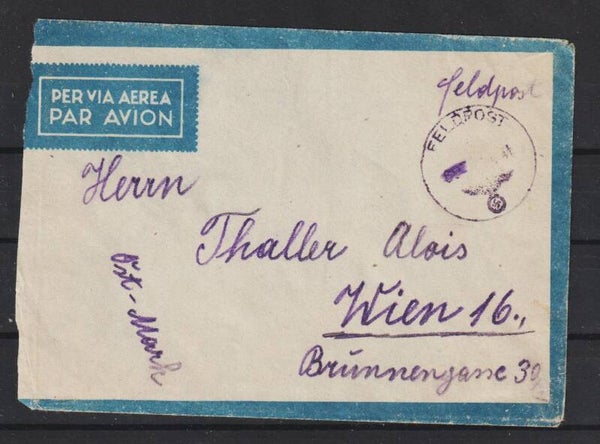 PER VIA AEREA
PAR AVION
Feldpost
FELDPOST
Herrn
Thaller Alois
Wien 16.,
Brunnengasse 39
Ost-Mark